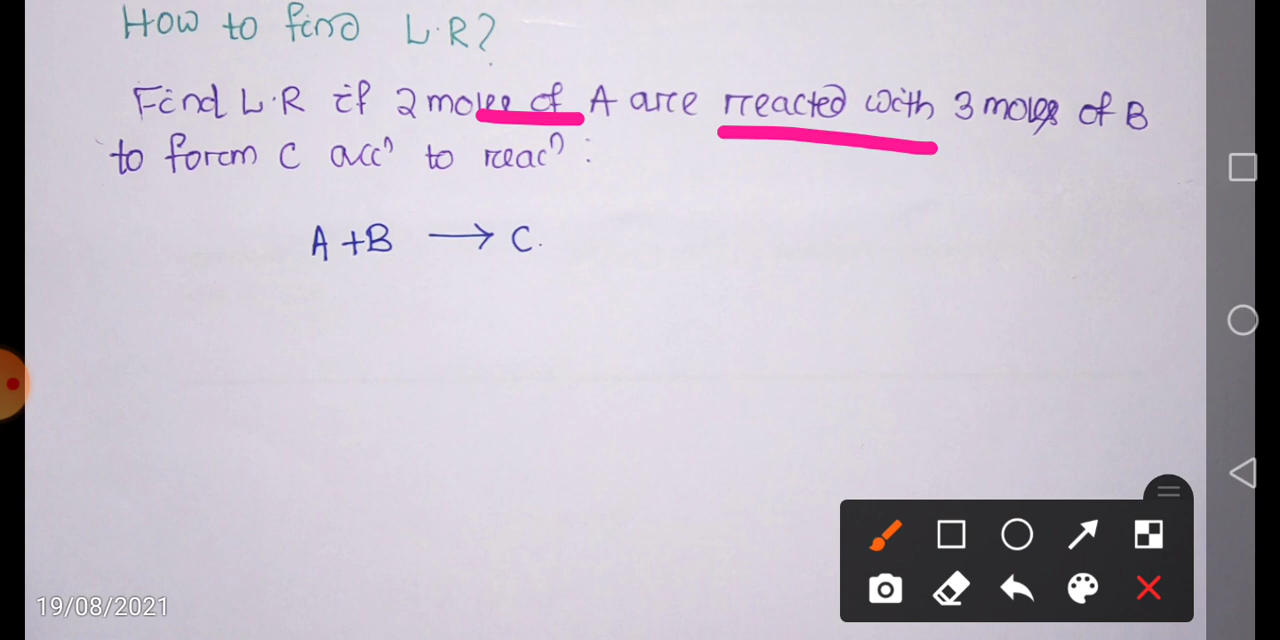 How to find L.R?
Find L.R if 2 moles of A are reacted with 3 moles of B
to form C accⁿ to reacⁿ :
A + B ⟶ C.
19/08/2021